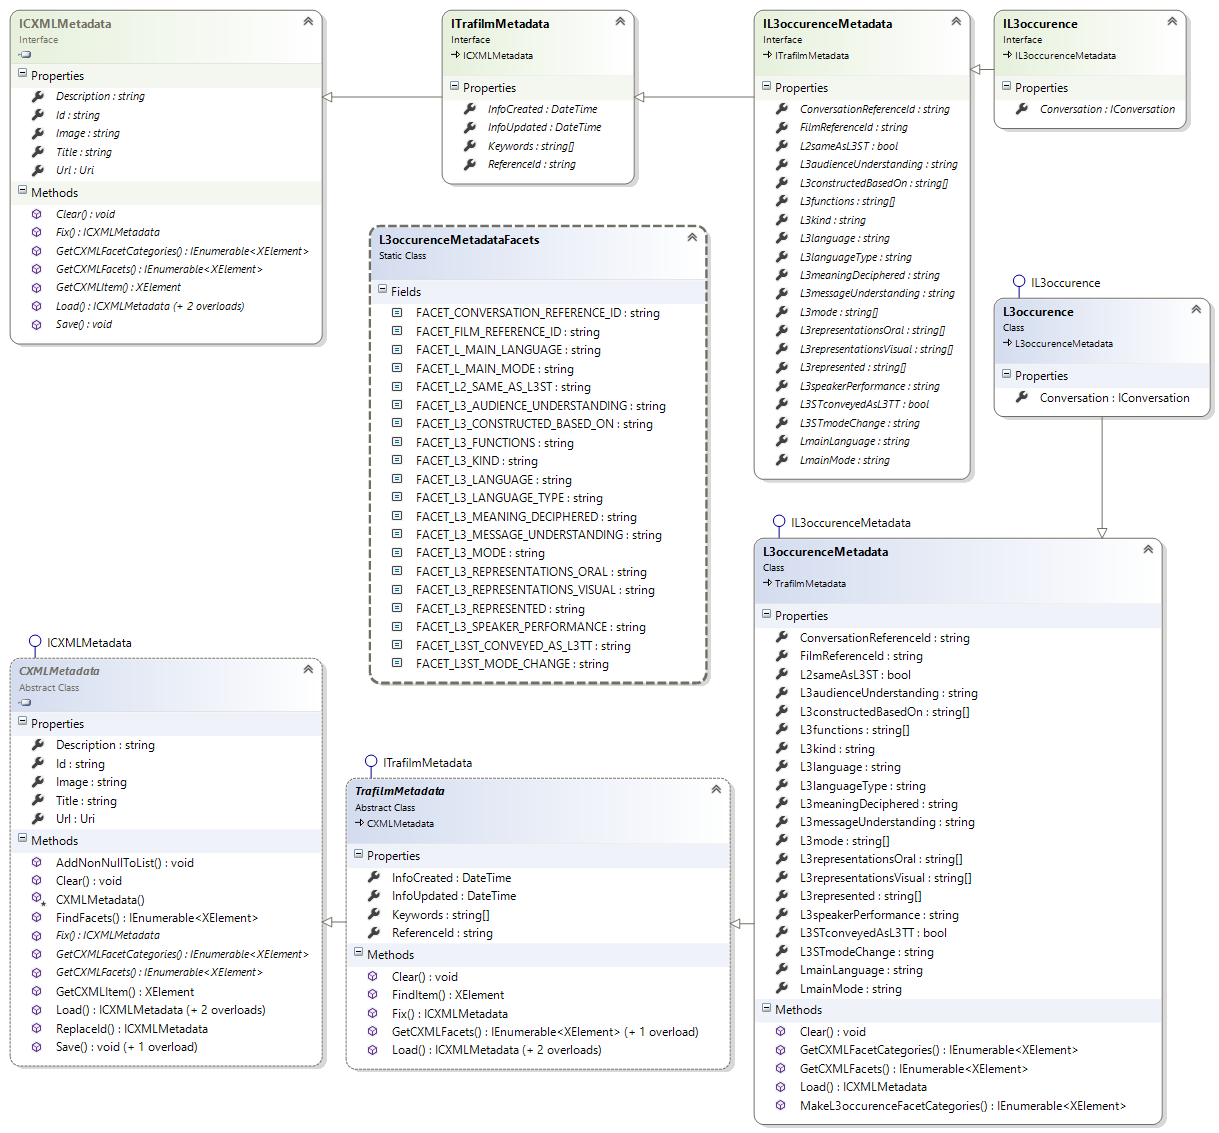 ICXMLMetadata
Interface
Properties
Description : string
Id : string
Image : string
Title : string
Url : Uri
Methods
Clear() : void
Fix() : ICXMLMetadata
GetCXMLFacetCategories() : IEnumerable<XElement>
GetCXMLFacets() : IEnumerable<XElement>
GetCXMLItem() : XElement
Load() : ICXMLMetadata (+ 2 overloads)
Save() : void
ITrafilmMetadata
Interface
ICXMLMetadata
Properties
InfoCreated : DateTime
InfoUpdated : DateTime
Keywords : string[]
ReferenceId : string
IL3occurenceMetadata
Interface
ITrafilmMetadata
Properties
ConversationReferenceId : string
FilmReferenceId : string
L2sameAsL3ST : bool
L3audienceUnderstanding : string
L3constructedBasedOn : string[]
L3functions : string[]
L3kind : string
L3language : string
L3languageType : string
L3meaningDeciphered : string
L3messageUnderstanding : string
L3mode : string[]
L3representationsOral : string[]
L3representationsVisual : string[]
L3represented : string[]
L3speakerPerformance : string
L3STconveyedAsL3TT : bool
L3STmodeChange : string
LmainLanguage : string
LmainMode : string
IL3occurence
Interface
IL3occurenceMetadata
Properties
Conversation : IConversation
L3occurenceMetadataFacets
Static Class
Fields
FACET_CONVERSATION_REFERENCE_ID : string
FACET_FILM_REFERENCE_ID : string
FACET_L_MAIN_LANGUAGE : string
FACET_L_MAIN_MODE : string
FACET_L2_SAME_AS_L3ST : string
FACET_L3_AUDIENCE_UNDERSTANDING : string
FACET_L3_CONSTRUCTED_BASED_ON : string
FACET_L3_FUNCTIONS : string
FACET_L3_KIND : string
FACET_L3_LANGUAGE : string
FACET_L3_LANGUAGE_TYPE : string
FACET_L3_MEANING_DECIPHERED : string
FACET_L3_MESSAGE_UNDERSTANDING : string
FACET_L3_MODE : string
FACET_L3_REPRESENTATIONS_ORAL : string
FACET_L3_REPRESENTATIONS_VISUAL : string
FACET_L3_REPRESENTED : string
FACET_L3_SPEAKER_PERFORMANCE : string
FACET_L3ST_CONVEYED_AS_L3TT : string
FACET_L3ST_MODE_CHANGE : string
IL3occurence
L3occurence
Class
L3occurenceMetadata
Properties
Conversation : IConversation
IL3occurenceMetadata
L3occurenceMetadata
Class
TrafilmMetadata
Properties
ConversationReferenceId : string
FilmReferenceId : string
L2sameAsL3ST : bool
L3audienceUnderstanding : string
L3constructedBasedOn : string[]
L3functions : string[]
L3kind : string
L3language : string
L3languageType : string
L3meaningDeciphered : string
L3messageUnderstanding : string
L3mode : string[]
L3representationsOral : string[]
L3representationsVisual : string[]
L3represented : string[]
L3speakerPerformance : string
L3STconveyedAsL3TT : bool
L3STmodeChange : string
LmainLanguage : string
LmainMode : string
Methods
Clear() : void
GetCXMLFacetCategories() : IEnumerable<XElement>
GetCXMLFacets() : IEnumerable<XElement>
Load() : ICXMLMetadata
MakeL3occurenceFacetCategories() : IEnumerable<XElement>
ICXMLMetadata
CXMLMetadata
Abstract Class
Properties
Description : string
Id : string
Image : string
Title : string
Url : Uri
Methods
AddNonNullToList() : void
Clear() : void
CXMLMetadata()
FindFacets() : IEnumerable<XElement>
Fix() : ICXMLMetadata
GetCXMLFacetCategories() : IEnumerable<XElement>
GetCXMLFacets() : IEnumerable<XElement>
GetCXMLItem() : XElement
Load() : ICXMLMetadata (+ 2 overloads)
ReplaceId() : ICXMLMetadata
Save() : void (+ 1 overload)
ITrafilmMetadata
TrafilmMetadata
Abstract Class
CXMLMetadata
Properties
InfoCreated : DateTime
InfoUpdated : DateTime
Keywords : string[]
ReferenceId : string
Methods
Clear() : void
FindItem() : XElement
Fix() : ICXMLMetadata
GetCXMLFacets() : IEnumerable<XElement> (+ 1 overload)
Load() : ICXMLMetadata (+ 2 overloads)